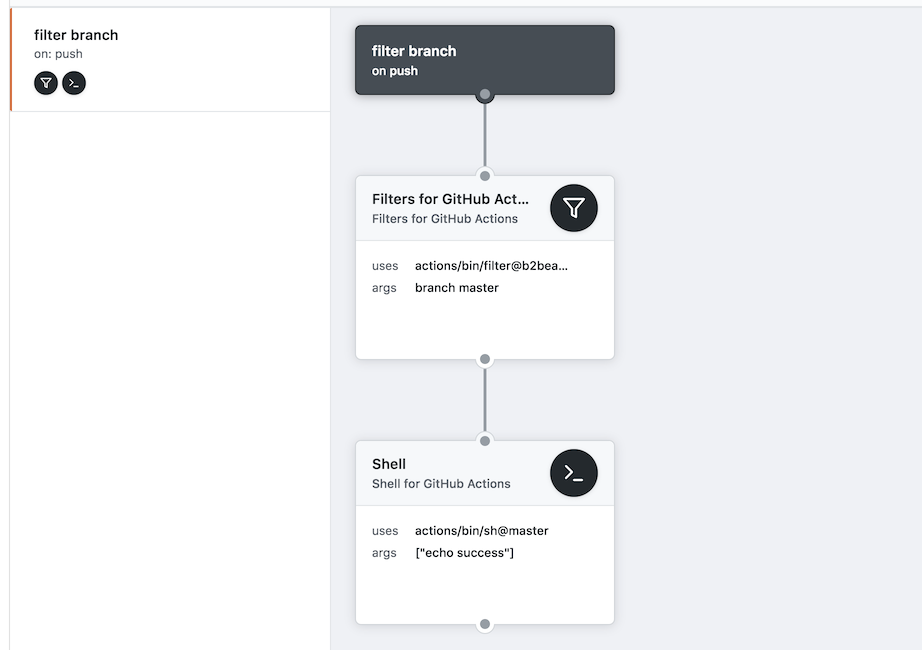 filter branch
on: push
filter branch
on push
Filters for GitHub Act...
Filters for GitHub Actions
uses actions/bin/filter@b2bea...
args branch master
Shell
Shell for GitHub Actions
uses actions/bin/sh@master
args ["echo success"]